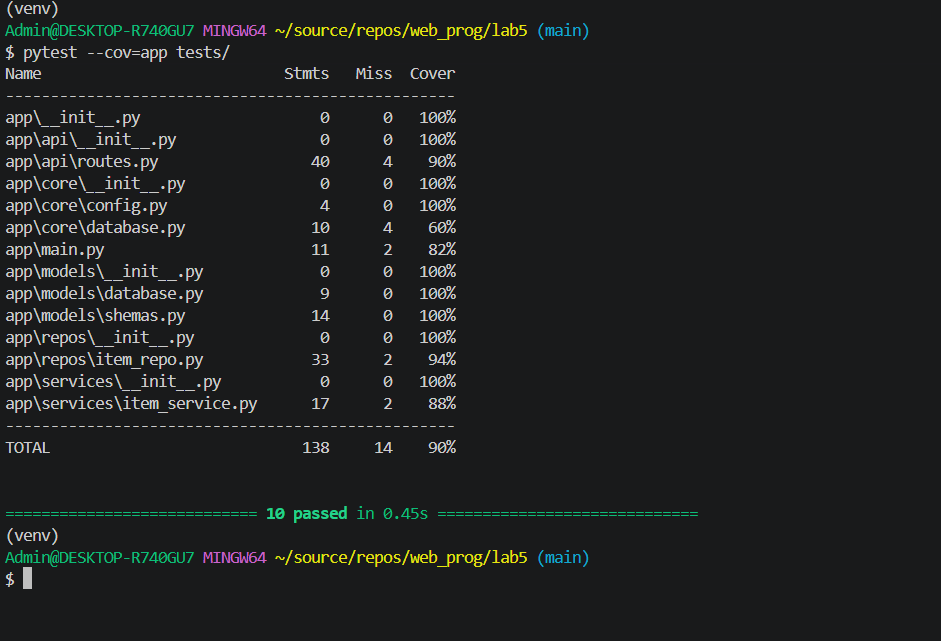 (venv)
Admin@DESKTOP-R740GU7 MINGW64 ~/source/repos/web_prog/lab5 (main)
$ pytest --cov=app tests/
Name                           Stmts   Miss  Cover
--------------------------------------------------
app\__init__.py                    0      0   100%
app\api\__init__.py                0      0   100%
app\api\routes.py                 40      4    90%
app\core\__init__.py               0      0   100%
app\core\config.py                 4      0   100%
app\core\database.py              10      4    60%
app\main.py                       11      2    82%
app\models\__init__.py             0      0   100%
app\models\database.py             9      0   100%
app\models\shemas.py              14      0   100%
app\repos\__init__.py              0      0   100%
app\repos\item_repo.py            33      2    94%
app\services\__init__.py           0      0   100%
app\services\item_service.py      17      2    88%
--------------------------------------------------
TOTAL                            138     14    90%
============================ 10 passed in 0.45s =============================
(venv)
Admin@DESKTOP-R740GU7 MINGW64 ~/source/repos/web_prog/lab5 (main)
$